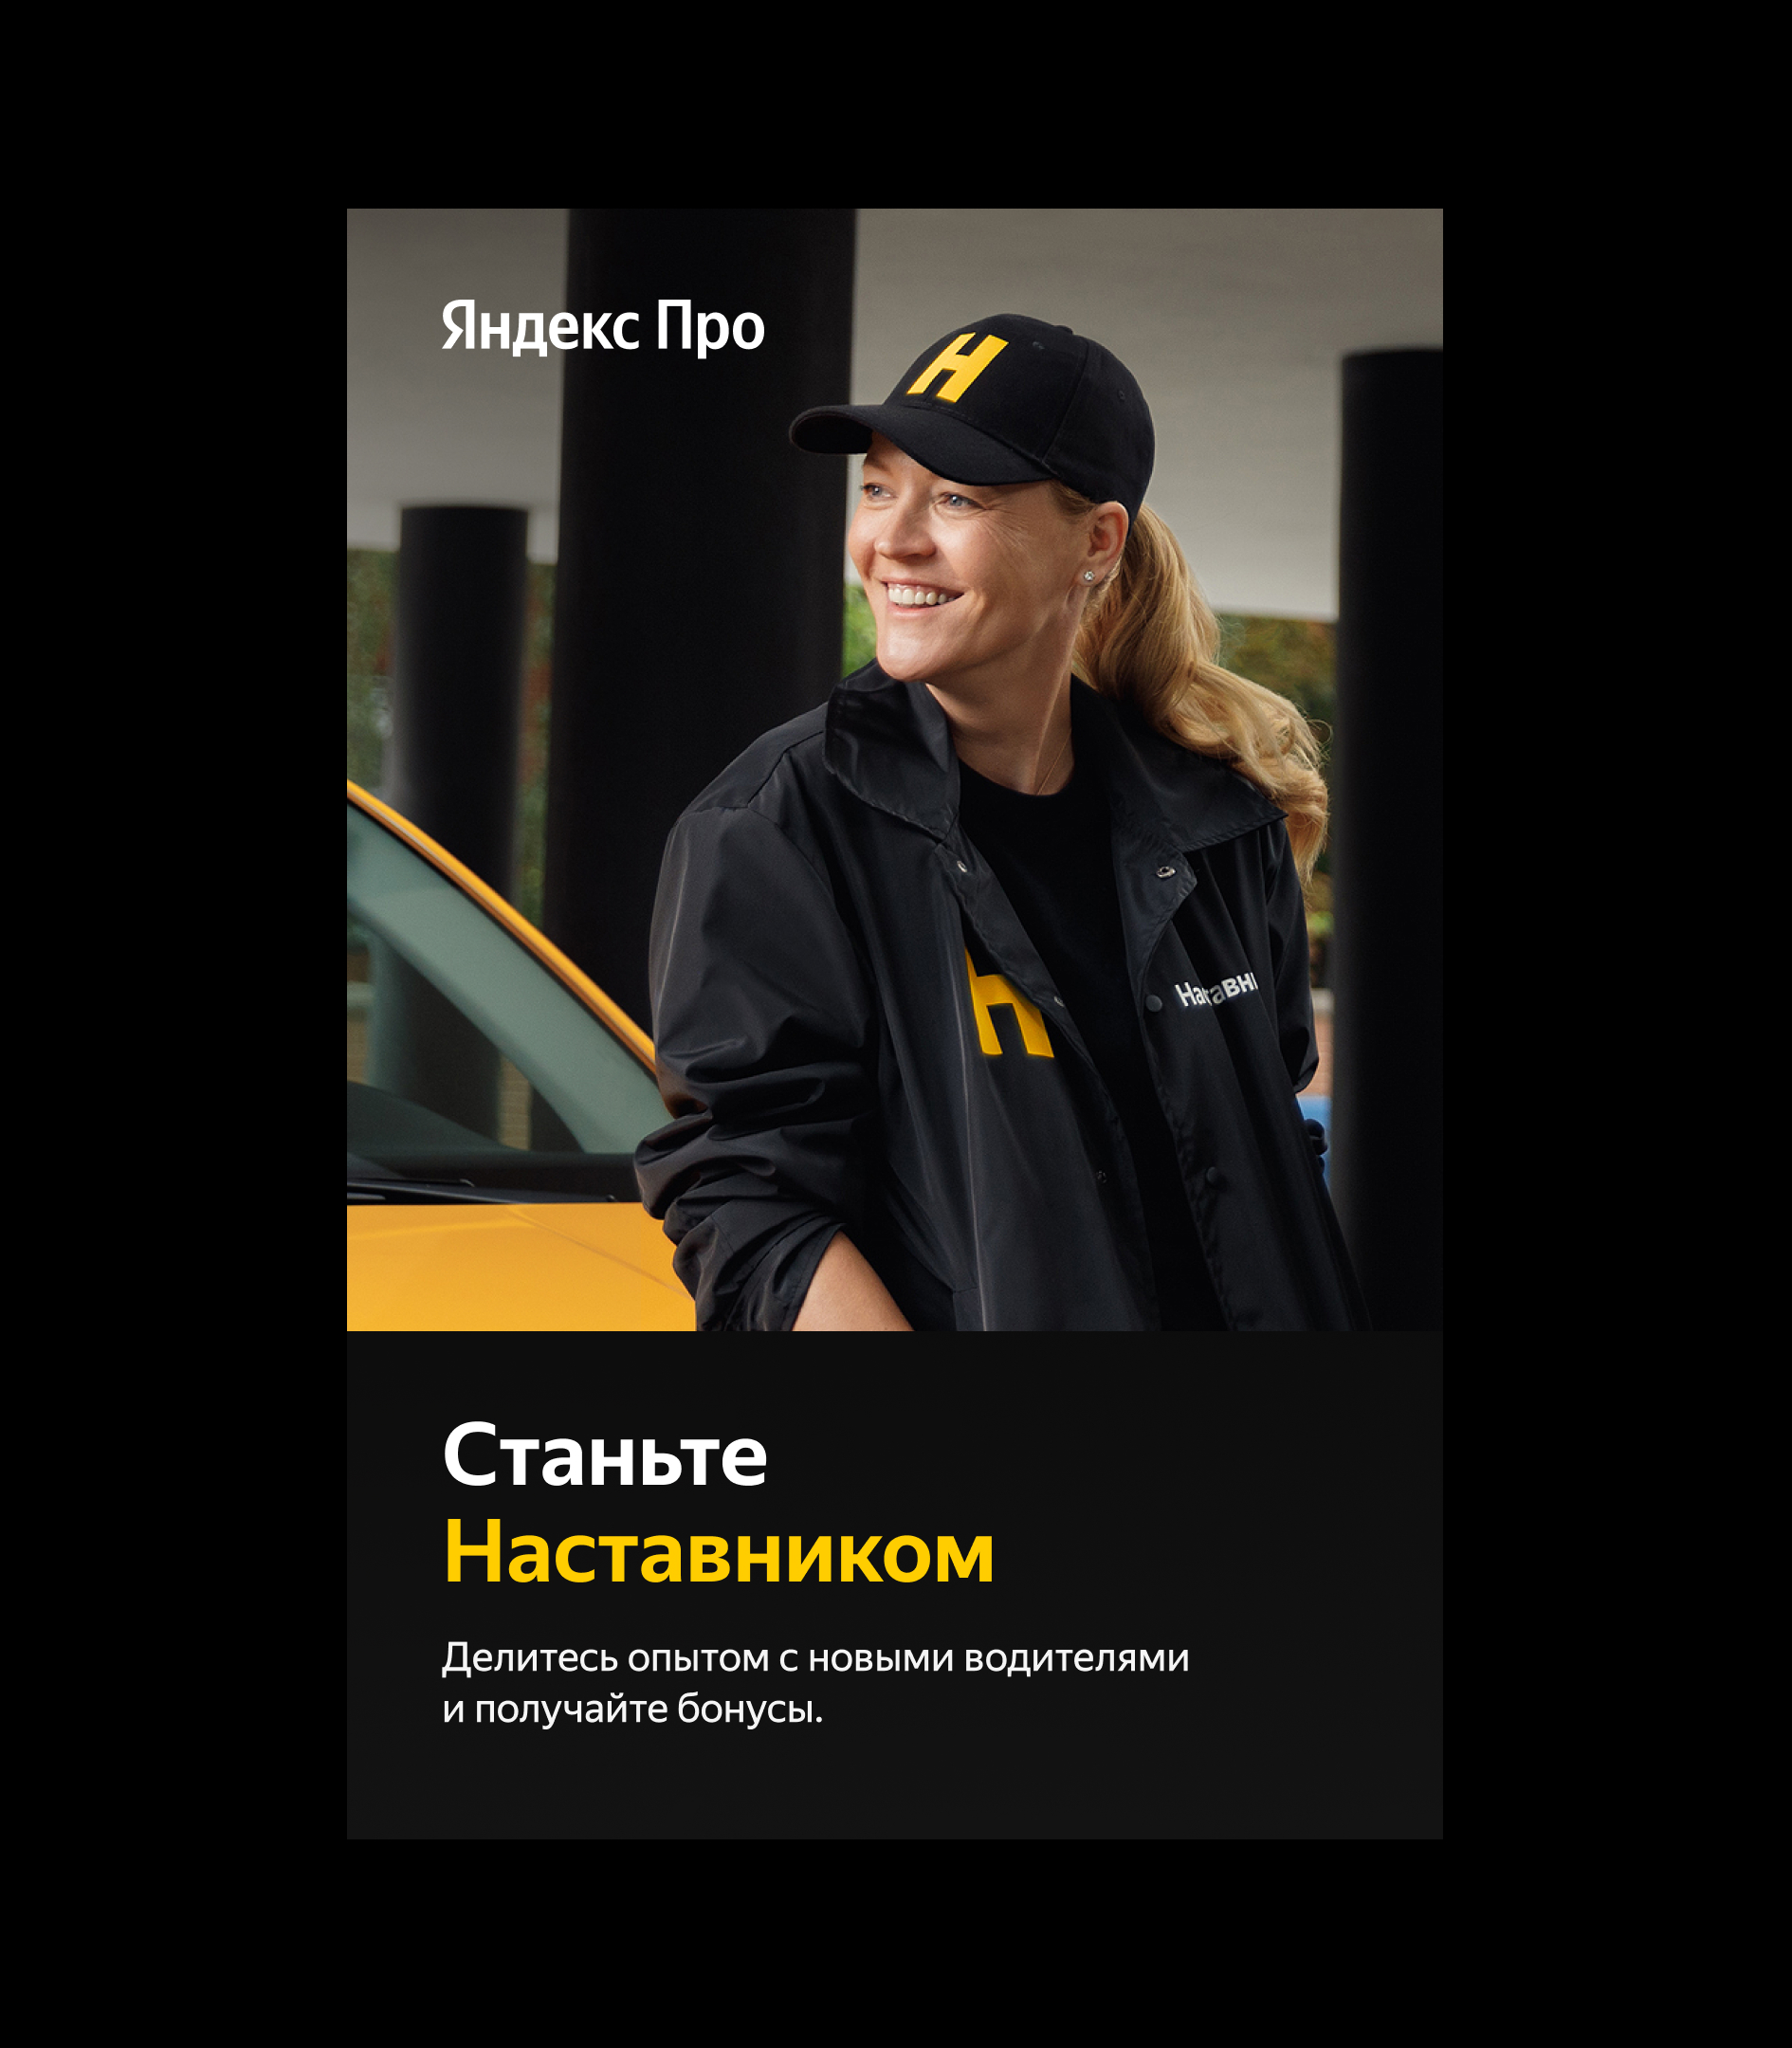 Яндекс Про
Н
Н
Станьте
Наставником
Делитесь опытом с новыми водителями
и получайте бонусы.